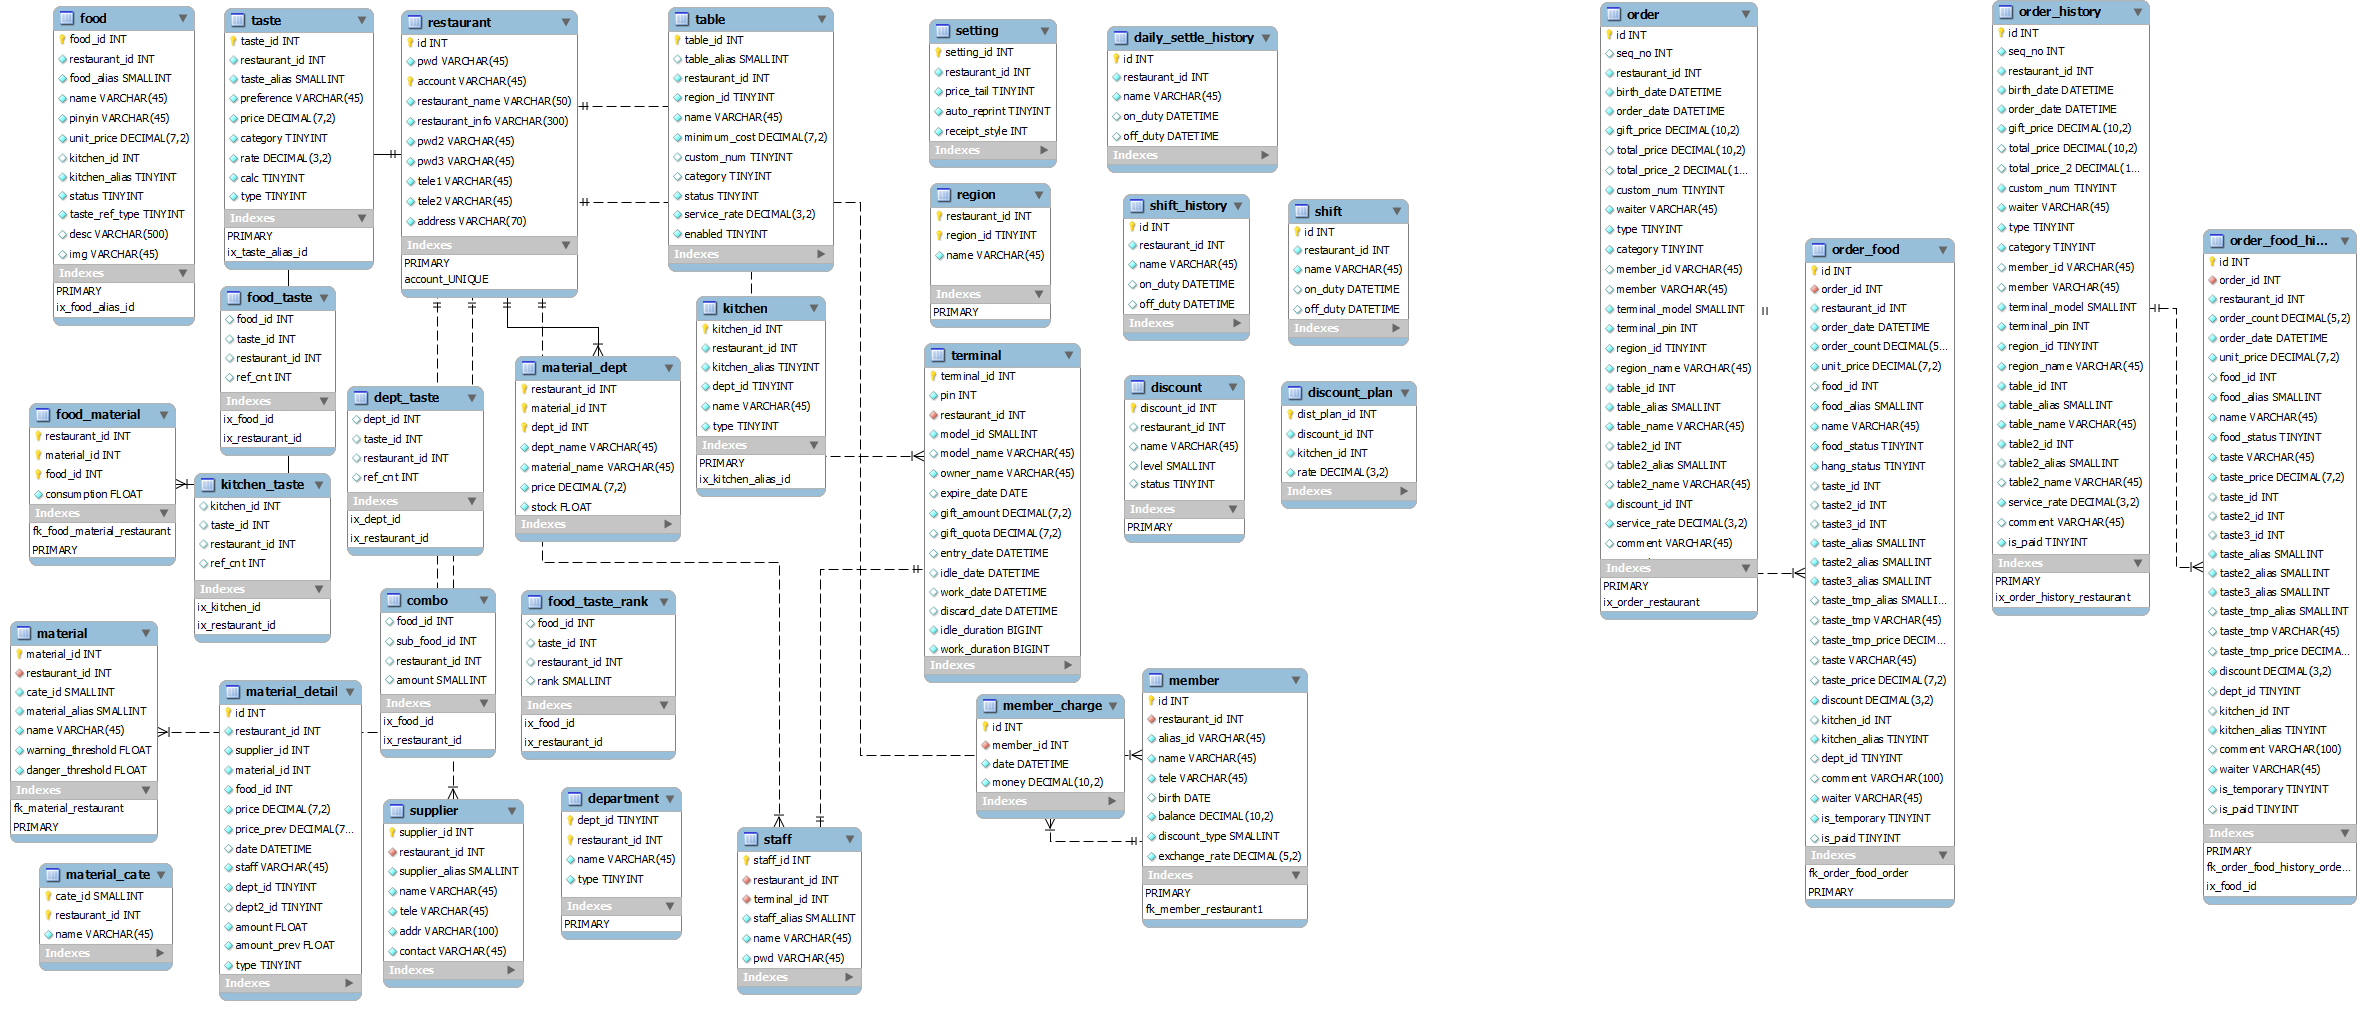 food
food_id INT
restaurant_id INT
food_alias SMALLINT
name VARCHAR(45)
pinyin VARCHAR(45)
unit_price DECIMAL(7,2)
kitchen_id INT
kitchen_alias TINYINT
status TINYINT
taste_ref_type TINYINT
desc VARCHAR(500)
img VARCHAR(45)
Indexes
PRIMARY
ix_food_alias_id
taste
taste_id INT
restaurant_id INT
taste_alias SMALLINT
preference VARCHAR(45)
price DECIMAL(7,2)
category TINYINT
rate DECIMAL(3,2)
calc TINYINT
type TINYINT
Indexes
PRIMARY
ix_taste_alias_id
restaurant
id INT
pwd VARCHAR(45)
account VARCHAR(45)
restaurant_name VARCHAR(50)
restaurant_info VARCHAR(300)
pwd2 VARCHAR(45)
pwd3 VARCHAR(45)
tele1 VARCHAR(45)
tele2 VARCHAR(45)
address VARCHAR(70)
Indexes
PRIMARY
account_UNIQUE
table
table_id INT
table_alias SMALLINT
restaurant_id INT
region_id TINYINT
name VARCHAR(45)
minimum_cost DECIMAL(7,2)
custom_num TINYINT
category TINYINT
status TINYINT
service_rate DECIMAL(3,2)
enabled TINYINT
Indexes
setting
setting_id INT
restaurant_id INT
price_tail TINYINT
auto_reprint TINYINT
receipt_style INT
Indexes
daily_settle_history
id INT
restaurant_id INT
name VARCHAR(45)
on_duty DATETIME
off_duty DATETIME
Indexes
region
restaurant_id INT
region_id TINYINT
name VARCHAR(45)
Indexes
PRIMARY
shift_history
id INT
restaurant_id INT
name VARCHAR(45)
on_duty DATETIME
off_duty DATETIME
Indexes
shift
id INT
restaurant_id INT
name VARCHAR(45)
on_duty DATETIME
off_duty DATETIME
Indexes
food_taste
food_id INT
taste_id INT
restaurant_id INT
ref_cnt INT
Indexes
ix_food_id
ix_restaurant_id
kitchen
kitchen_id INT
restaurant_id INT
kitchen_alias TINYINT
dept_id TINYINT
name VARCHAR(45)
type TINYINT
Indexes
PRIMARY
ix_kitchen_alias_id
food_material
restaurant_id INT
material_id INT
food_id INT
consumption FLOAT
Indexes
fk_food_material_restaurant
PRIMARY
kitchen_taste
kitchen_id INT
taste_id INT
restaurant_id INT
ref_cnt INT
Indexes
ix_kitchen_id
ix_restaurant_id
dept_taste
dept_id INT
taste_id INT
restaurant_id INT
ref_cnt INT
Indexes
ix_dept_id
ix_restaurant_id
material_dept
restaurant_id INT
material_id INT
dept_id INT
dept_name VARCHAR(45)
material_name VARCHAR(45)
price DECIMAL(7,2)
stock FLOAT
Indexes
terminal
terminal_id INT
pin INT
restaurant_id INT
model_id SMALLINT
model_name VARCHAR(45)
owner_name VARCHAR(45)
expire_date DATE
gift_amount DECIMAL(7,2)
gift_quota DECIMAL(7,2)
entry_date DATETIME
idle_date DATETIME
work_date DATETIME
discard_date DATETIME
idle_duration BIGINT
work_duration BIGINT
Indexes
discount
discount_id INT
restaurant_id INT
name VARCHAR(45)
level SMALLINT
status TINYINT
Indexes
PRIMARY
discount_plan
dist_plan_id INT
discount_id INT
kitchen_id INT
rate DECIMAL(3,2)
Indexes
material
material_id INT
restaurant_id INT
cate_id SMALLINT
material_alias SMALLINT
name VARCHAR(45)
warning_threshold FLOAT
danger_threshold FLOAT
Indexes
fk_material_restaurant
PRIMARY
material_cate
cate_id SMALLINT
restaurant_id INT
name VARCHAR(45)
Indexes
material_detail
id INT
restaurant_id INT
supplier_id INT
material_id INT
food_id INT
price DECIMAL(7,2)
price_prev DECIMAL(7...
date DATETIME
staff VARCHAR(45)
dept_id TINYINT
dept2_id TINYINT
amount FLOAT
amount_prev FLOAT
type TINYINT
Indexes
combo
food_id INT
sub_food_id INT
restaurant_id INT
amount SMALLINT
Indexes
ix_food_id
ix_restaurant_id
food_taste_rank
food_id INT
taste_id INT
restaurant_id INT
rank SMALLINT
Indexes
ix_food_id
ix_restaurant_id
supplier
supplier_id INT
restaurant_id INT
supplier_alias SMALLINT
name VARCHAR(45)
tele VARCHAR(45)
addr VARCHAR(100)
contact VARCHAR(45)
Indexes
department
dept_id TINYINT
restaurant_id INT
name VARCHAR(45)
type TINYINT
Indexes
PRIMARY
staff
staff_id INT
restaurant_id INT
terminal_id INT
staff_alias SMALLINT
name VARCHAR(45)
pwd VARCHAR(45)
Indexes
member_charge
id INT
member_id INT
date DATETIME
money DECIMAL(10,2)
Indexes
member
id INT
restaurant_id INT
alias_id VARCHAR(45)
name VARCHAR(45)
tele VARCHAR(45)
birth DATE
balance DECIMAL(10,2)
discount_type SMALLINT
exchange_rate DECIMAL(5,2)
Indexes
PRIMARY
fk_member_restaurant1
order
id INT
seq_no INT
restaurant_id INT
birth_date DATETIME
order_date DATETIME
gift_price DECIMAL(10,2)
total_price DECIMAL(10,2)
total_price_2 DECIMAL(1...
custom_num TINYINT
waiter VARCHAR(45)
type TINYINT
category TINYINT
member_id VARCHAR(45)
member VARCHAR(45)
terminal_model SMALLINT
terminal_pin INT
region_id TINYINT
region_name VARCHAR(45)
table_id INT
table_alias SMALLINT
table_name VARCHAR(45)
table2_id INT
table2_alias SMALLINT
table2_name VARCHAR(45)
discount_id INT
service_rate DECIMAL(3,2)
comment VARCHAR(45)
Indexes
PRIMARY
ix_order_restaurant
order_food
id INT
order_id INT
restaurant_id INT
order_date DATETIME
order_count DECIMAL(5...
unit_price DECIMAL(7,2)
food_id INT
food_alias SMALLINT
name VARCHAR(45)
food_status TINYINT
hang_status TINYINT
taste_id INT
taste2_id INT
taste3_id INT
taste_alias SMALLINT
taste2_alias SMALLINT
taste3_alias SMALLINT
taste_tmp_alias SMALLI...
taste_tmp VARCHAR(45)
taste_tmp_price DECIM...
taste VARCHAR(45)
taste_price DECIMAL(7,2)
discount DECIMAL(3,2)
kitchen_id INT
kitchen_alias TINYINT
dept_id TINYINT
comment VARCHAR(100)
waiter VARCHAR(45)
is_temporary TINYINT
is_paid TINYINT
Indexes
fk_order_food_order
PRIMARY
order_history
id INT
seq_no INT
restaurant_id INT
birth_date DATETIME
order_date DATETIME
gift_price DECIMAL(10,2)
total_price DECIMAL(10,2)
total_price_2 DECIMAL(1...
custom_num TINYINT
waiter VARCHAR(45)
type TINYINT
category TINYINT
member_id VARCHAR(45)
member VARCHAR(45)
terminal_model SMALLINT
terminal_pin INT
region_id TINYINT
region_name VARCHAR(45)
table_id INT
table_alias SMALLINT
table_name VARCHAR(45)
table2_id INT
table2_alias SMALLINT
table2_name VARCHAR(45)
service_rate DECIMAL(3,2)
comment VARCHAR(45)
is_paid TINYINT
Indexes
PRIMARY
ix_order_history_restaurant
order_food_hi...
id INT
order_id INT
restaurant_id INT
order_count DECIMAL(5,2)
order_date DATETIME
unit_price DECIMAL(7,2)
food_id INT
food_alias SMALLINT
name VARCHAR(45)
food_status TINYINT
taste VARCHAR(45)
taste_price DECIMAL(7,2)
taste_id INT
taste2_id INT
taste3_id INT
taste_alias SMALLINT
taste2_alias SMALLINT
taste3_alias SMALLINT
taste_tmp_alias SMALLINT
taste_tmp VARCHAR(45)
taste_tmp_price DECIMA...
discount DECIMAL(3,2)
dept_id TINYINT
kitchen_id INT
kitchen_alias TINYINT
comment VARCHAR(100)
waiter VARCHAR(45)
is_temporary TINYINT
is_paid TINYINT
Indexes
PRIMARY
fk_order_food_history_orde...
ix_food_id